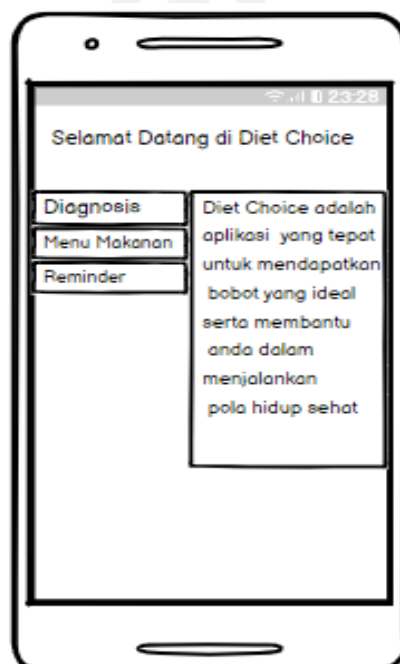 23:28
Selamat Datang di Diet Choice
Diagnosis
Menu Makanan
Reminder
Diet Choice adalah
aplikasi yang tepat
untuk mendapatkan
bobot yang ideal
serta membantu
anda dalam
menjalankan
pola hidup sehat